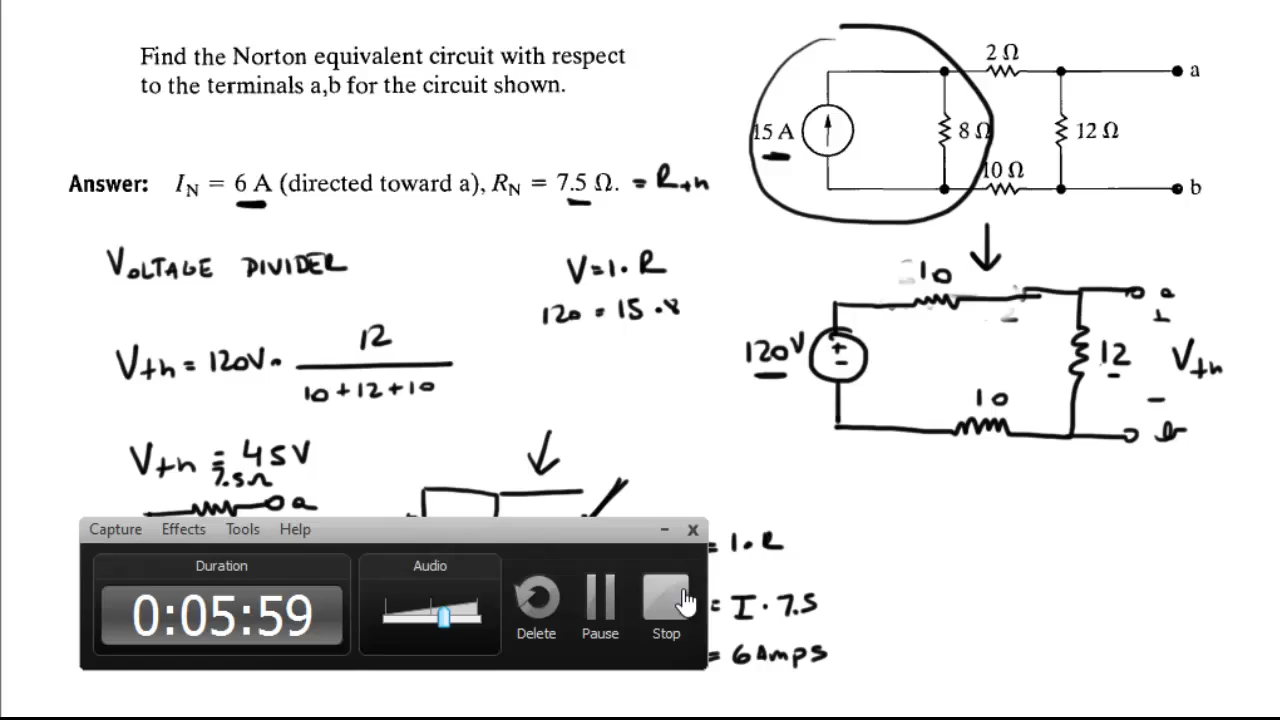 Find the Norton equivalent circuit with respect
to the terminals a,b for the circuit shown.
2 Ω
a
15 A
8 Ω
12 Ω
10 Ω
b
Answer: I_N = 6 A (directed toward a), R_N = 7.5 Ω. = R_th
VOLTAGE DIVIDER
V = I . R
120 = 15 . 8
V_th = 120V . 12
10 + 12 + 10
V_th = 45V
7.5Ω
a
10
a
+
120V
+
-
12
V_th
10
-
b
Capture Effects Tools Help
- x
Duration
Audio
0:05:59
Delete Pause Stop
= I . R
= I . 7.5
= 6 Amps